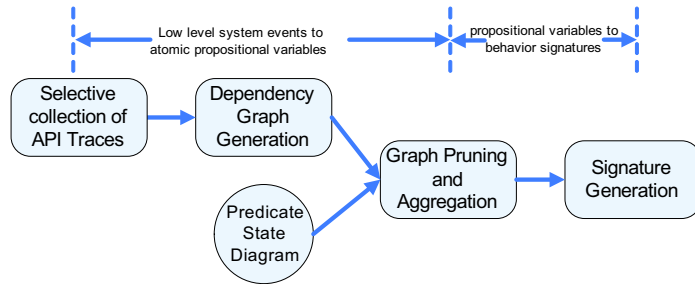 Low level system events to
atomic propositional variables
propositional variables to
behavior signatures
Selective
collection of
API Traces
Dependency
Graph
Generation
Graph Pruning
and
Aggregation
Signature
Generation
Predicate
State
Diagram